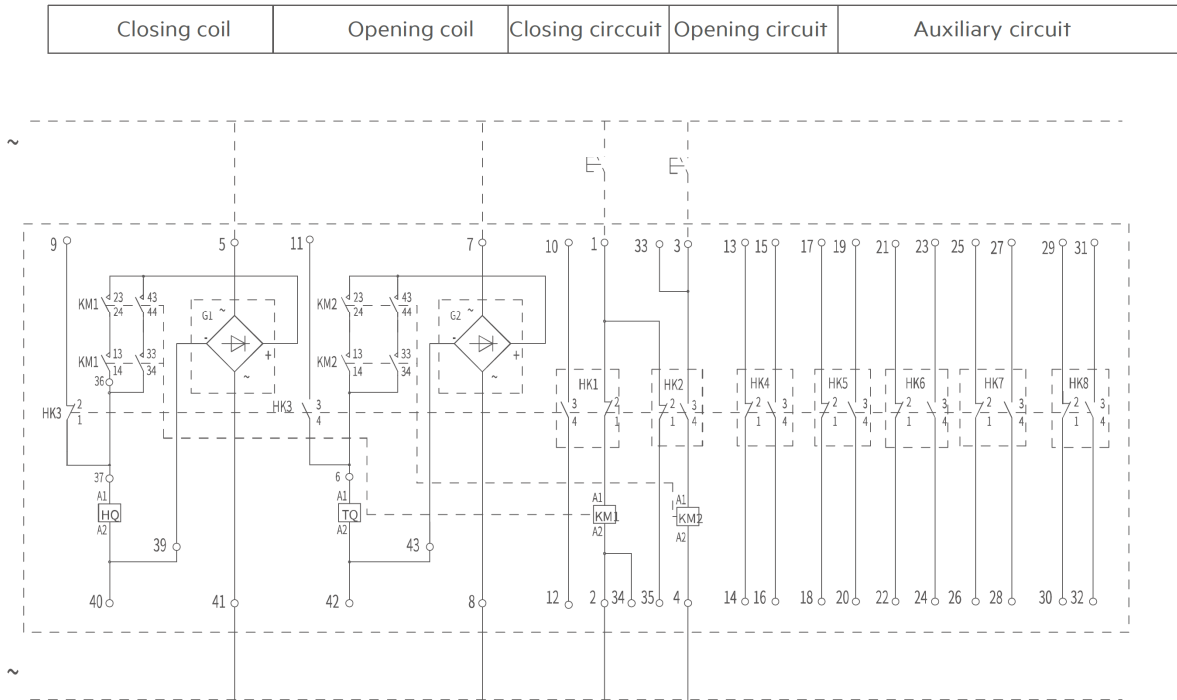 Closing coil Opening coil Closing circcuit Opening circuit Auxiliary circuit
~
9 5 11 7 10 1 33 3 13 15 17 19 21 23 25 27 29 31
KM1 23 24 43 44 KM2 23 24 43 44
G1 ~ G2 ~
- + - +
KM1 13 14 33 34 KM2 13 14 33 34
~ ~
36
HK1 HK2 HK4 HK5 HK6 HK7 HK8
HK3 2 1 HK3 3 4 3 4 2 1 2 1 3 4 2 1 3 4 2 1 3 4 2 1 3 4 2 1 3 4 2 1 3 4
37 6
A1 A1 A1 A1
HQ TQ KM1 KM2
A2 A2 A2 A2
39 43
40 41 42 8 12 2 34 35 4 14 16 18 20 22 24 26 28 30 32
~